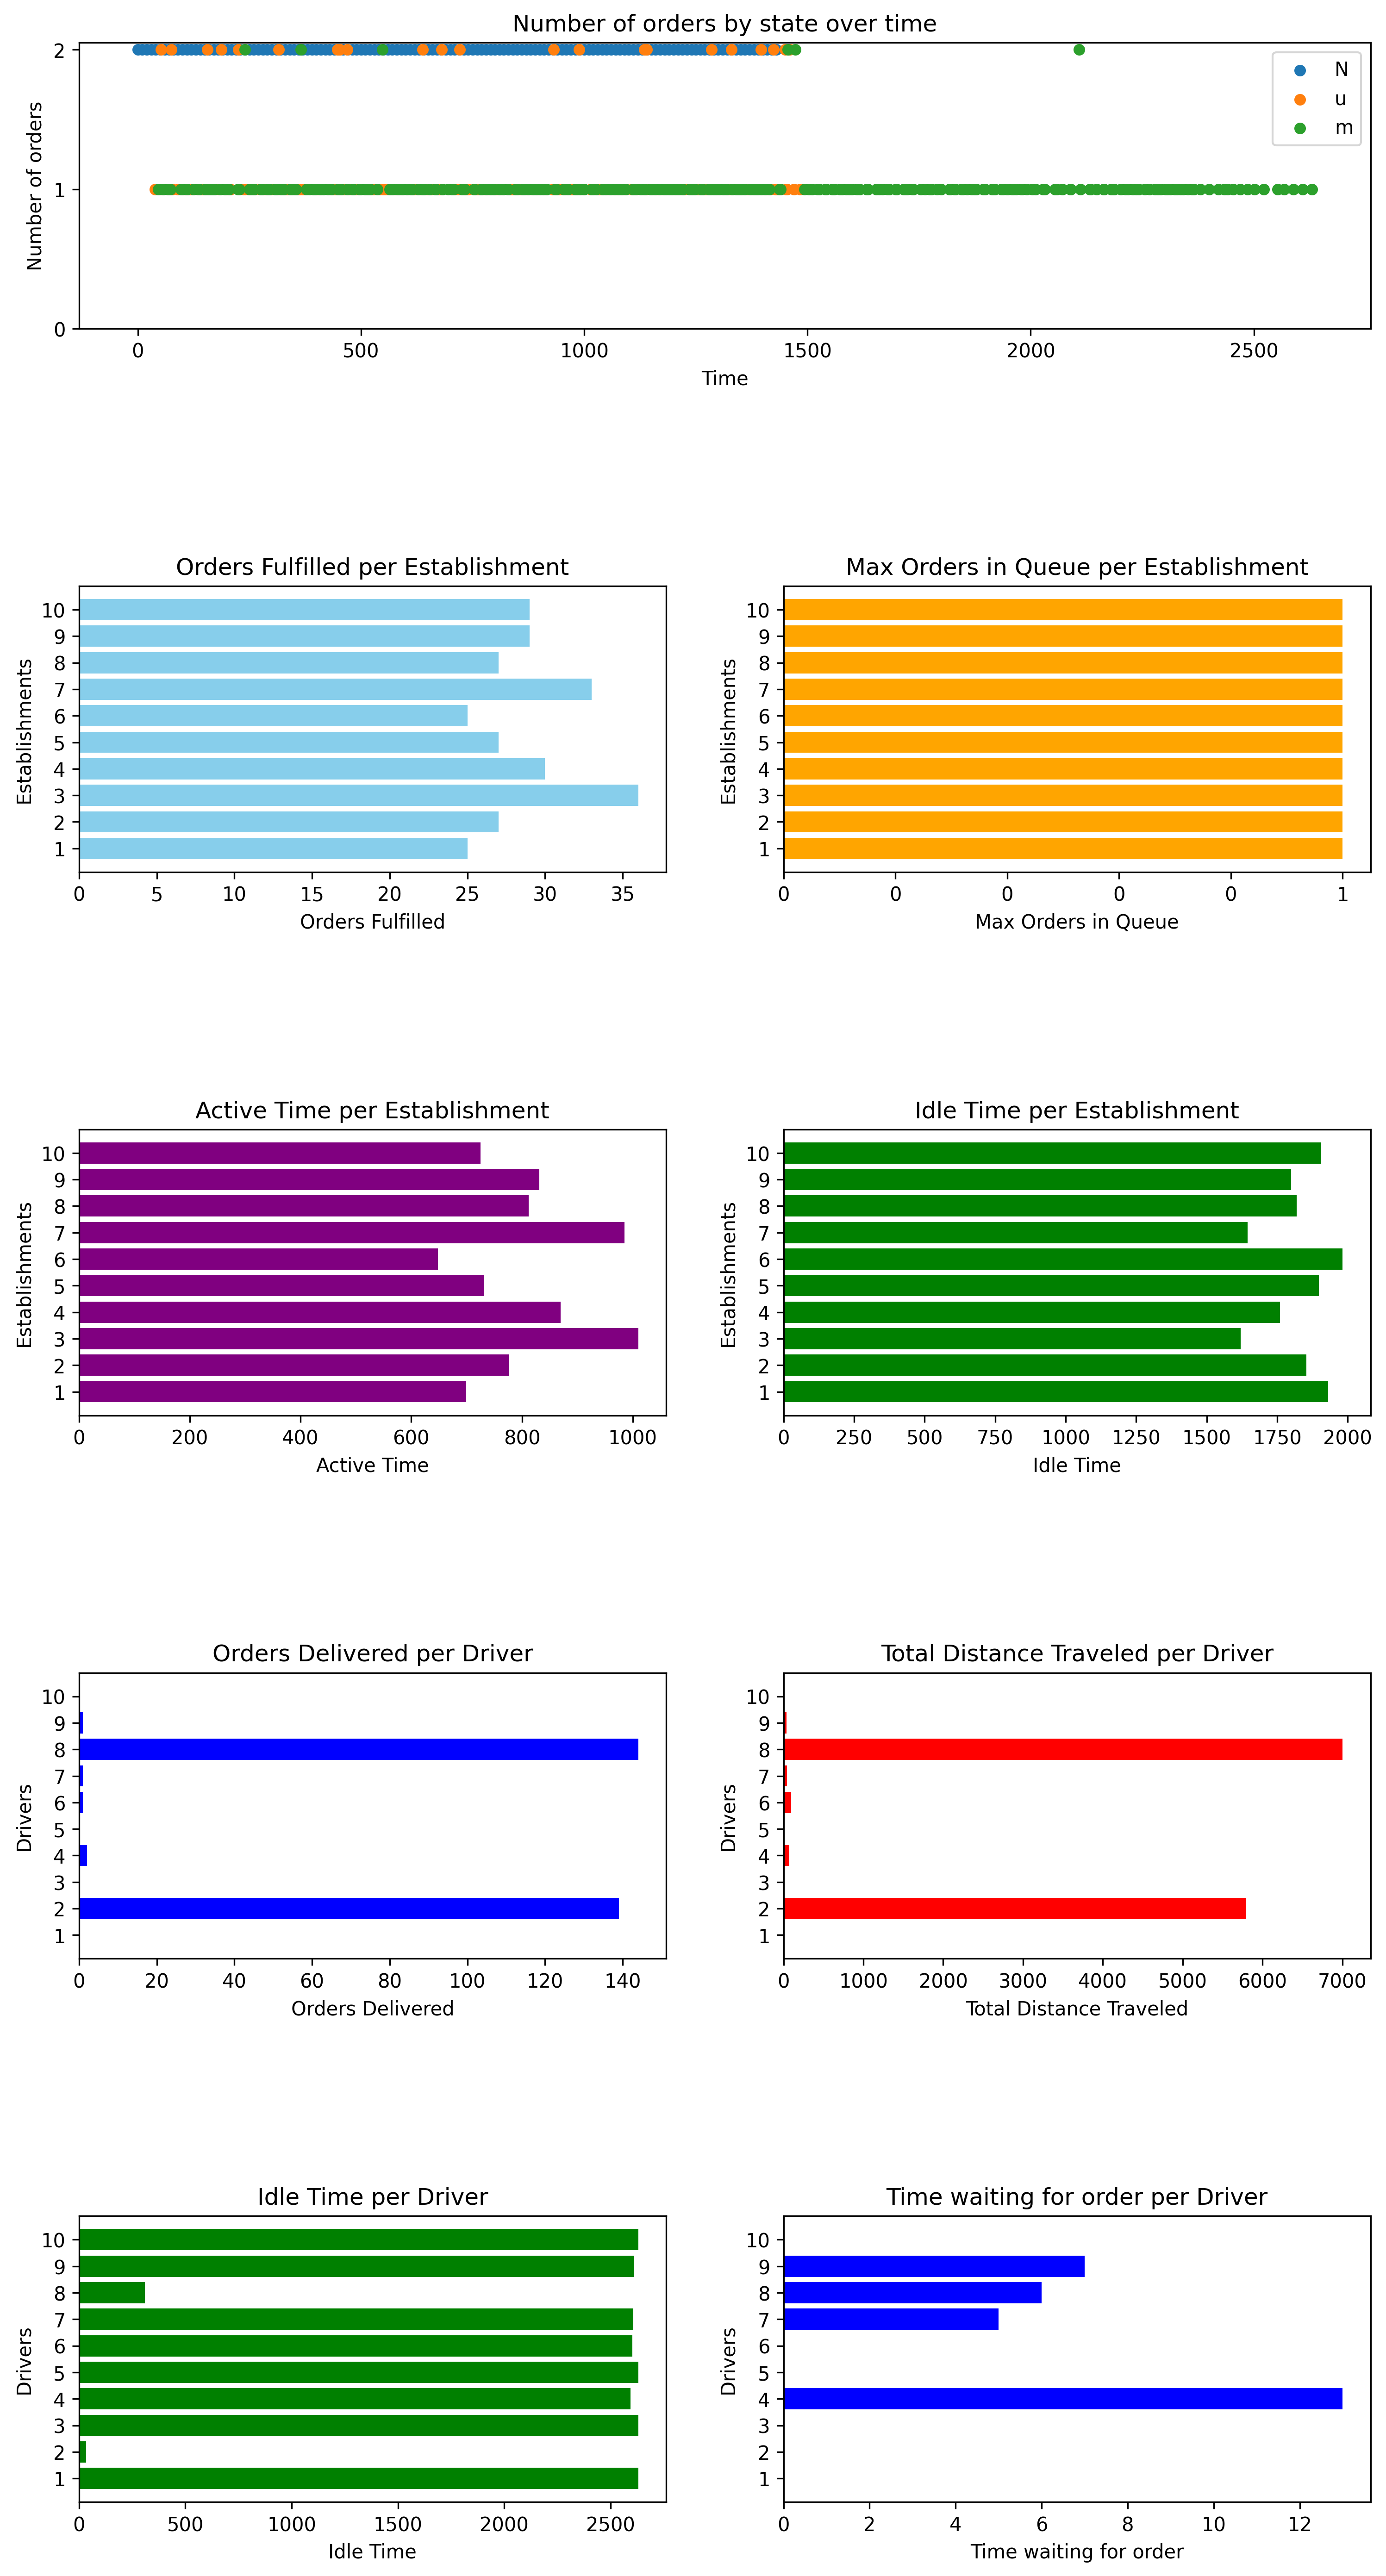 Number of orders by state over time
Number of orders
2
1
0
N
u
m
0 500 1000 1500 2000 2500
Time
Orders Fulfilled per Establishment
Establishments
10
9
8
7
6
5
4
3
2
1
0 5 10 15 20 25 30 35
Orders Fulfilled
Max Orders in Queue per Establishment
Establishments
10
9
8
7
6
5
4
3
2
1
0 0 0 0 0 1
Max Orders in Queue
Active Time per Establishment
Establishments
10
9
8
7
6
5
4
3
2
1
0 200 400 600 800 1000
Active Time
Idle Time per Establishment
Establishments
10
9
8
7
6
5
4
3
2
1
0 250 500 750 1000 1250 1500 1750 2000
Idle Time
Orders Delivered per Driver
Drivers
10
9
8
7
6
5
4
3
2
1
0 20 40 60 80 100 120 140
Orders Delivered
Total Distance Traveled per Driver
Drivers
10
9
8
7
6
5
4
3
2
1
0 1000 2000 3000 4000 5000 6000 7000
Total Distance Traveled
Idle Time per Driver
Drivers
10
9
8
7
6
5
4
3
2
1
0 500 1000 1500 2000 2500
Idle Time
Time waiting for order per Driver
Drivers
10
9
8
7
6
5
4
3
2
1
0 2 4 6 8 10 12
Time waiting for order